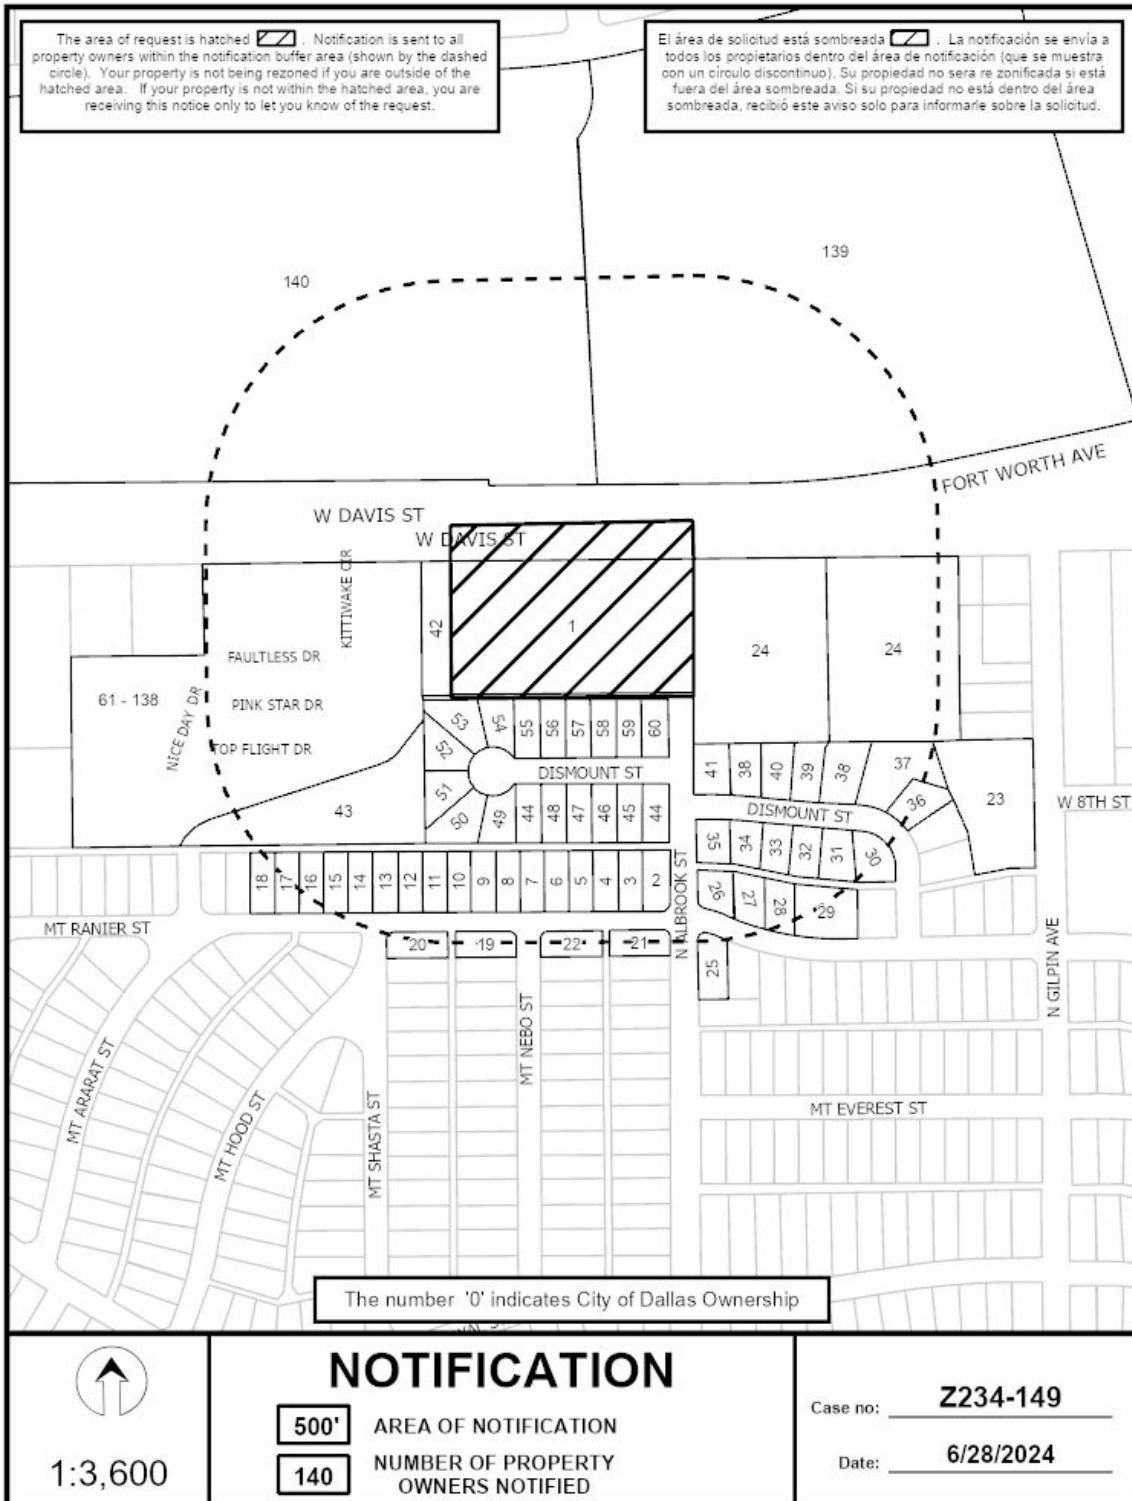 The area of request is hatched . Notification is sent to all
property owners within the notification buffer area (shown by the dashed
circle). Your property is not being rezoned if you are outside of the
hatched area. If your property is not within the hatched area, you are
receiving this notice only to let you know of the request.
El área de solicitud está sombreada . La notificación se envía a
todos los propietarios dentro del área de notificación (que se muestra
con un círculo discontinuo). Su propiedad no sera re zonificada si está
fuera del área sombreada. Si su propiedad no está dentro del área
sombreada, recibió este aviso solo para informarle sobre la solicitud.
139
140
FORT WORTH AVE
W DAVIS ST
W DAVIS ST
KITTIWAKE CIR
42
1
24
24
FAULTLESS DR
61 - 138
NICE DAY DR
PINK STAR DR
TOP FLIGHT DR
53
54
55
56
57
58
59
60
52
DISMOUNT ST
41
38
40
39
38
37
51
50
49
44
48
47
46
45
44
43
DISMOUNT ST
36
23
W 8TH ST
35
34
33
32
31
30
18
17
16
15
14
13
12
11
10
9
8
7
6
5
4
3
2
N ALBROOK ST
26
27
28
29
MT RANIER ST
20
19
22
21
25
N GILPIN AVE
MT NEBO ST
MT ARARAT ST
MT HOOD ST
MT SHASTA ST
MT EVEREST ST
The number '0' indicates City of Dallas Ownership
1:3,600
NOTIFICATION
500' AREA OF NOTIFICATION
140 NUMBER OF PROPERTY
OWNERS NOTIFIED
Case no: Z234-149
Date: 6/28/2024